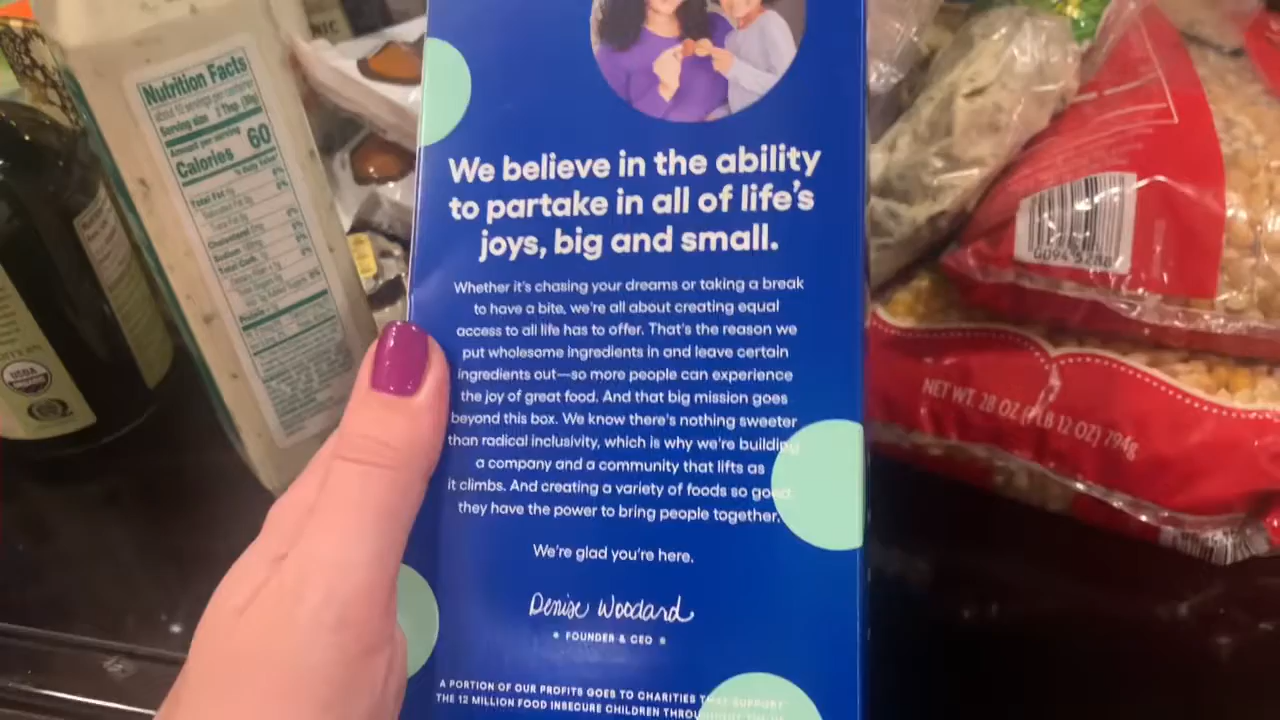 NIC
Nutrition Facts
Serving size
Amount per serving
Calories 60
We believe in the ability
to partake in all of life's
joys, big and small.
Whether it's chasing your dreams or taking a break
to have a bite, we're all about creating equal
access to all life has to offer. That's the reason we
put wholesome ingredients in and leave certain
ingredients out—so more people can experience
the joy of great food. And that big mission goes
beyond this box. We know there's nothing sweeter
than radical inclusivity, which is why we're building
a company and a community that lifts as
it climbs. And creating a variety of foods so good,
they have the power to bring people together.
We're glad you're here.
Denise Woodard
FOUNDER & CEO
A PORTION OF OUR PROFITS GOES TO CHARITIES THAT SUPPORT
THE 12 MILLION FOOD INSECURE CHILDREN
USDA
NET WT. 28 OZ (1 LB 12 OZ) 794g